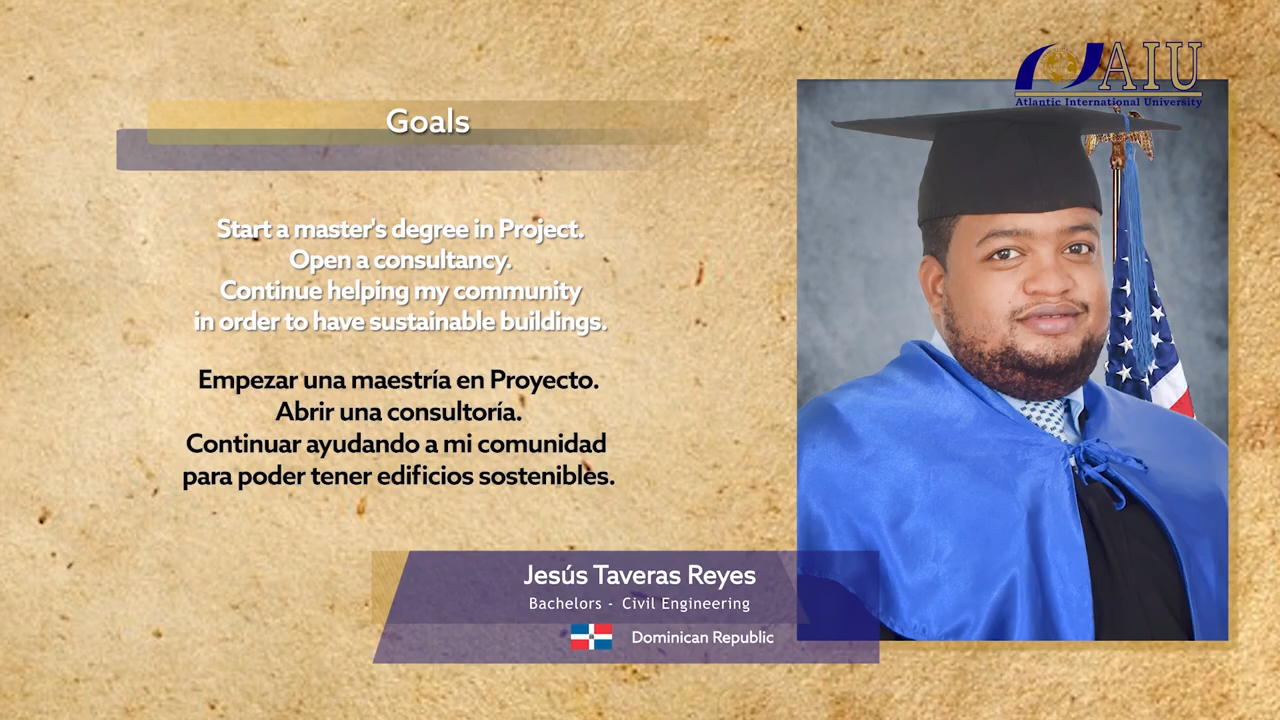 AIU
Atlantic International University
Goals
Start a master's degree in Project.
Open a consultancy.
Continue helping my community
in order to have sustainable buildings.
Empezar una maestría en Proyecto.
Abrir una consultoría.
Continuar ayudando a mi comunidad
para poder tener edificios sostenibles.
Jesús Taveras Reyes
Bachelors - Civil Engineering
Dominican Republic